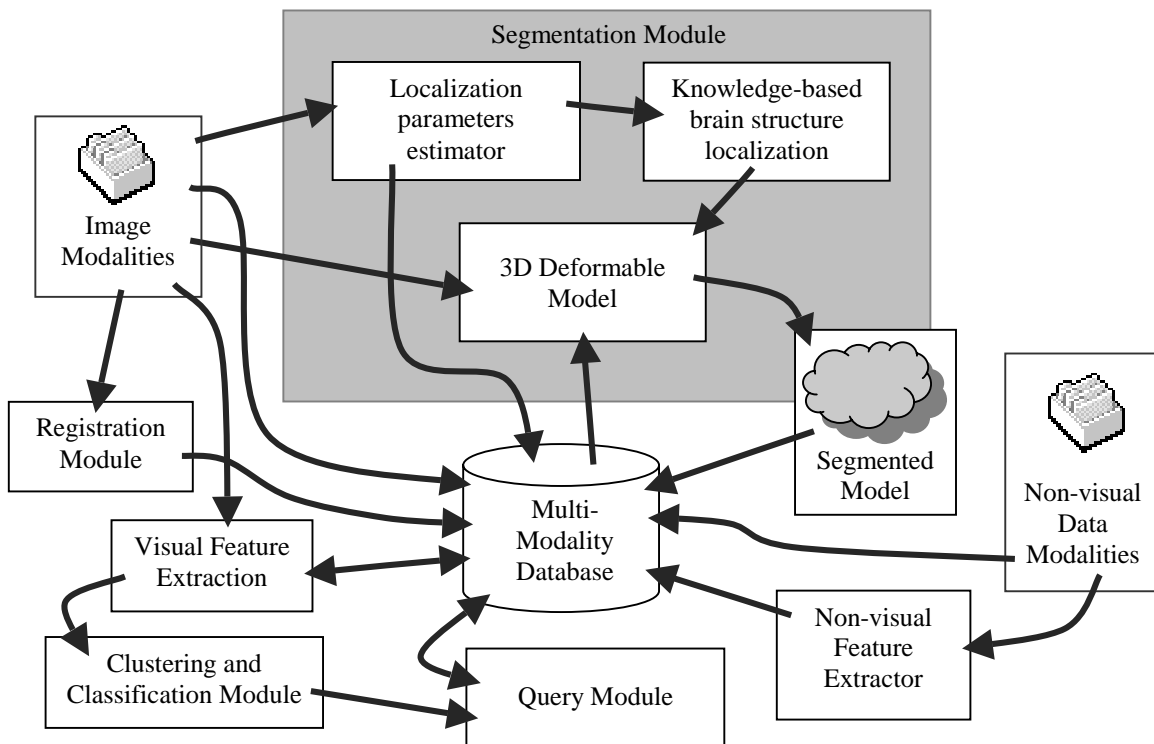 Segmentation Module
Localization
parameters
estimator
Knowledge-based
brain structure
localization
Image
Modalities
3D Deformable
Model
Registration
Module
Segmented
Model
Multi-
Modality
Database
Non-visual
Data
Modalities
Visual Feature
Extraction
Non-visual
Feature
Extractor
Clustering and
Classification Module
Query Module